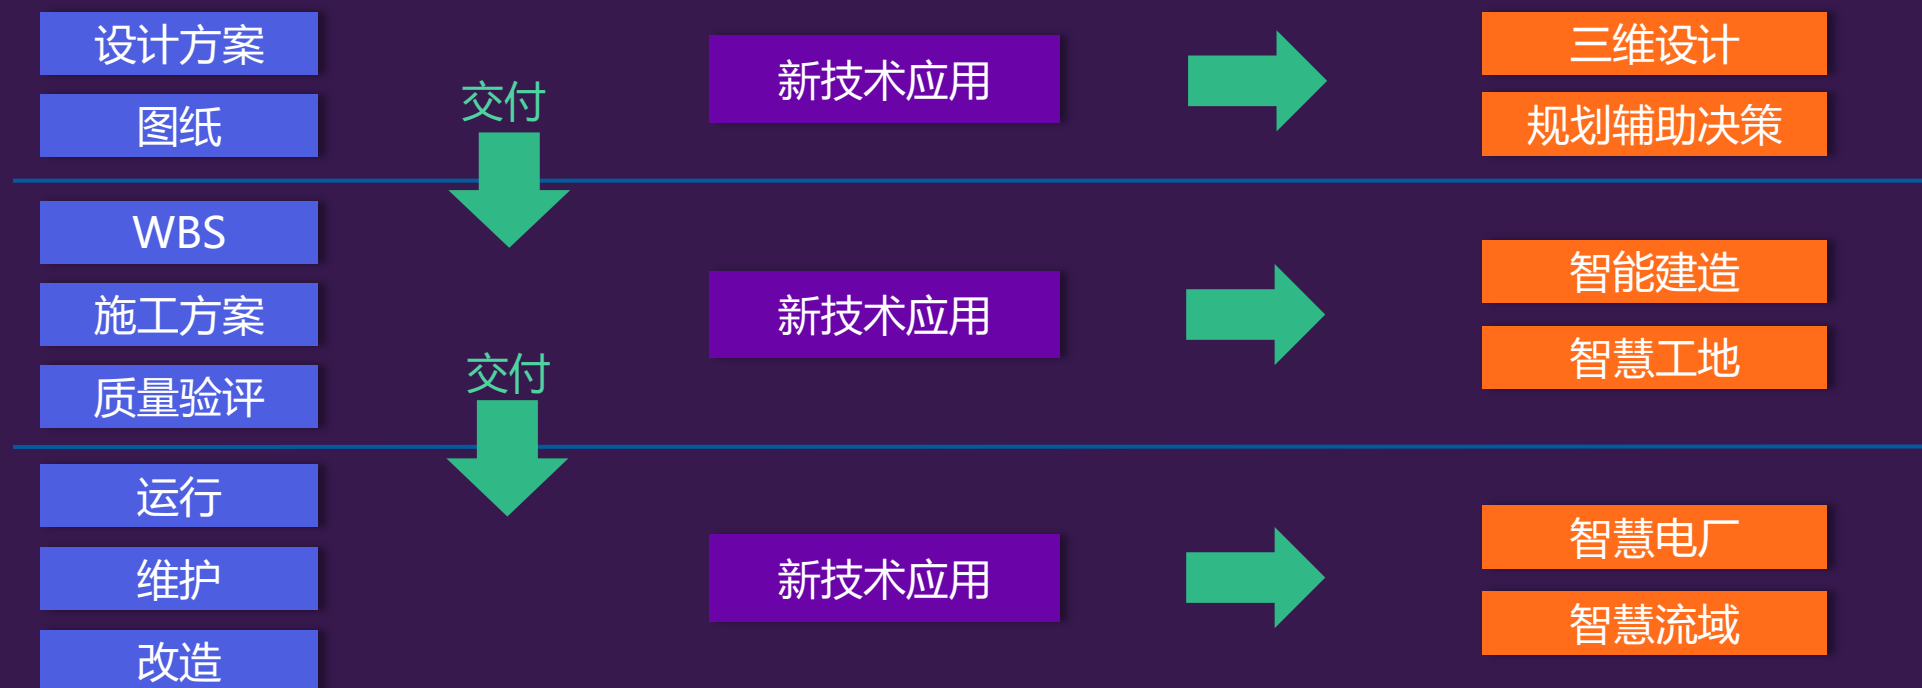 设计方案
图纸
交付
新技术应用
三维设计
规划辅助决策
WBS
施工方案
质量验评
交付
新技术应用
智能建造
智慧工地
运行
维护
改造
新技术应用
智慧电厂
智慧流域